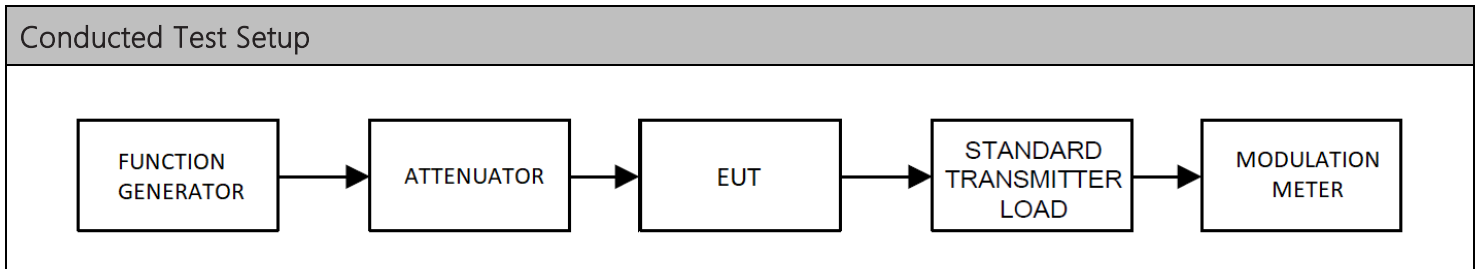 Conducted Test Setup
FUNCTION
GENERATOR
ATTENUATOR
EUT
STANDARD
TRANSMITTER
LOAD
MODULATION
METER